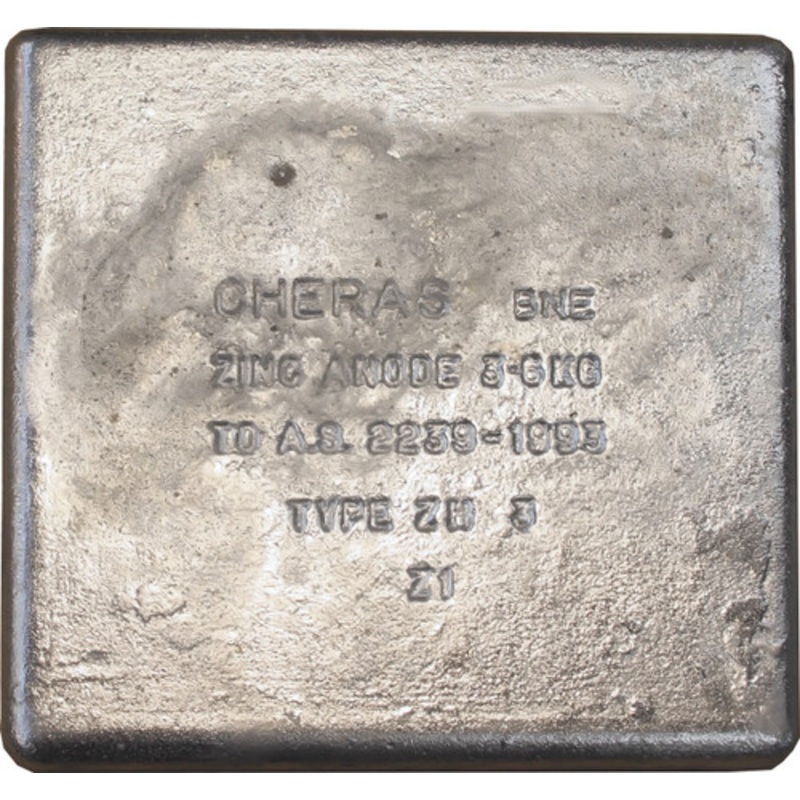 CHERAS BNE
ZINC ANODE 3·6KG
TO A.S. 2239-1993
TYPE ZH 3
Z1